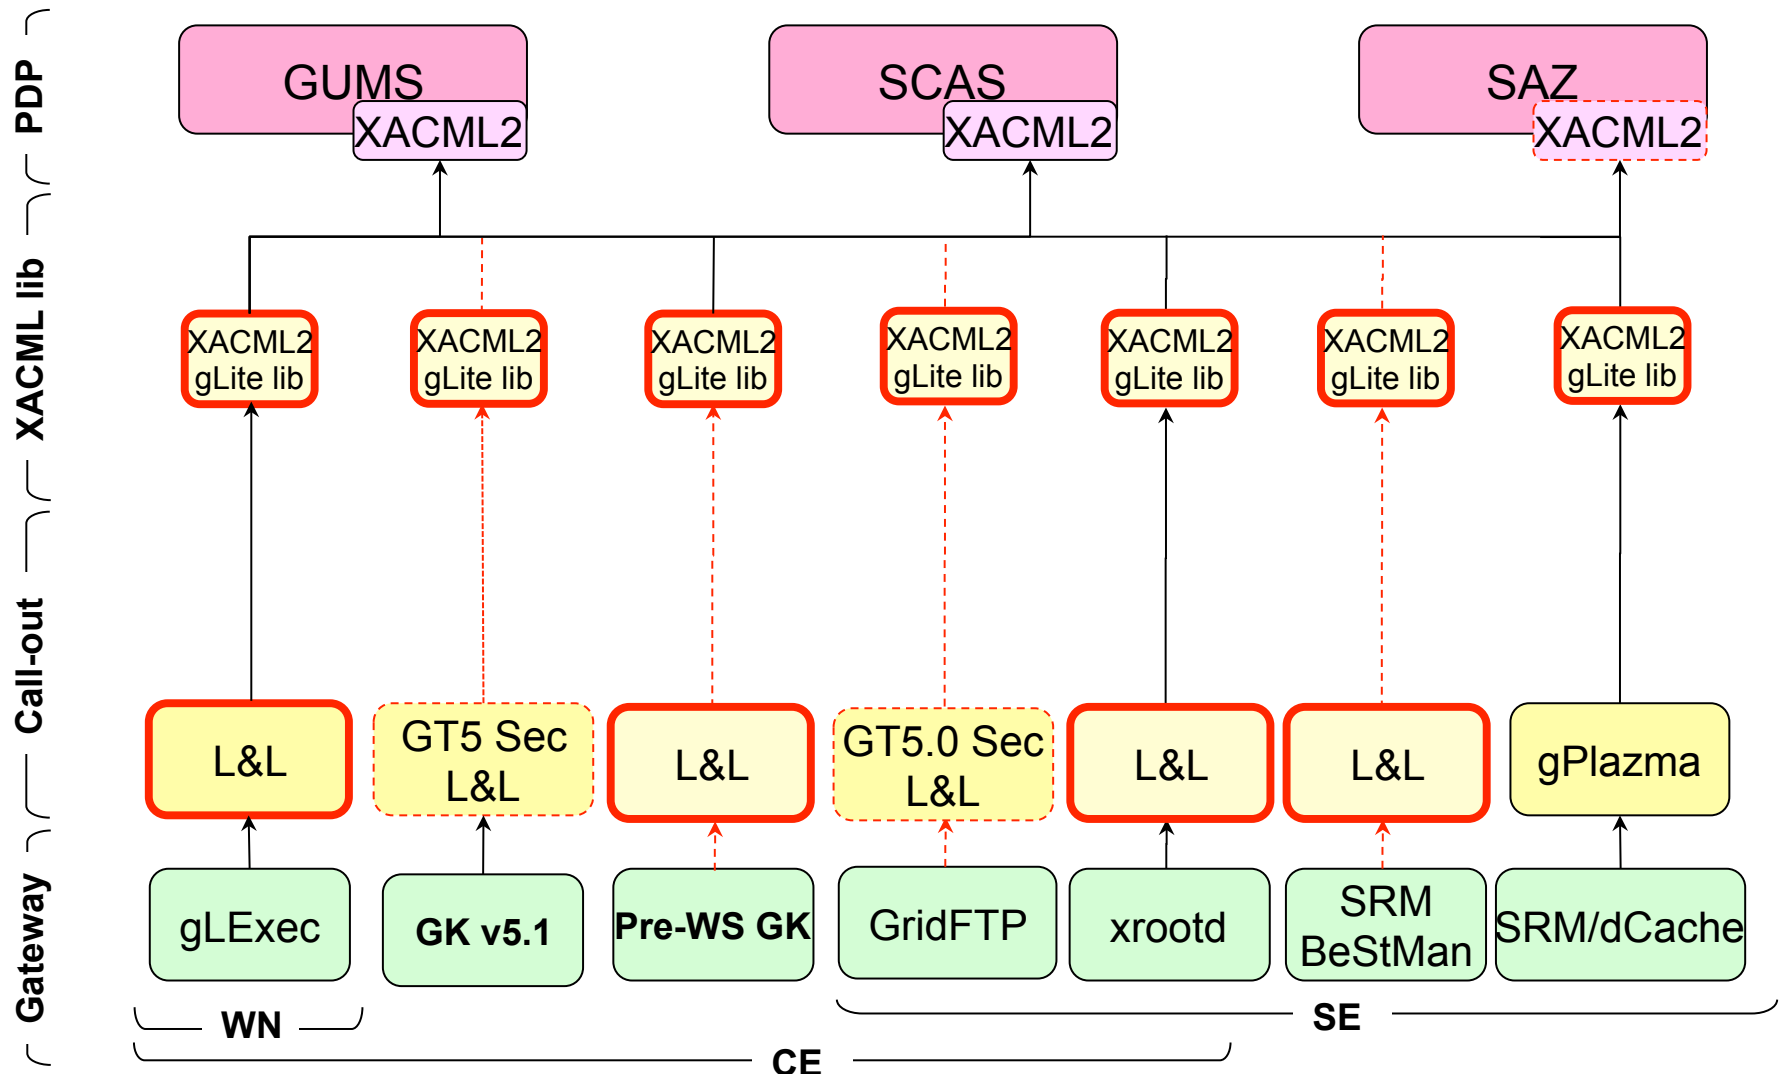 PDP
GUMS
XACML2
SCAS
XACML2
SAZ
XACML2
XACML lib
XACML2
gLite lib
XACML2
gLite lib
XACML2
gLite lib
XACML2
gLite lib
XACML2
gLite lib
XACML2
gLite lib
XACML2
gLite lib
Call-out
L&L
GT5 Sec
L&L
L&L
GT5.0 Sec
L&L
L&L
L&L
gPlazma
Gateway
gLExec
GK v5.1
Pre-WS GK
GridFTP
xrootd
SRM
BeStMan
SRM/dCache
WN
SE
CE